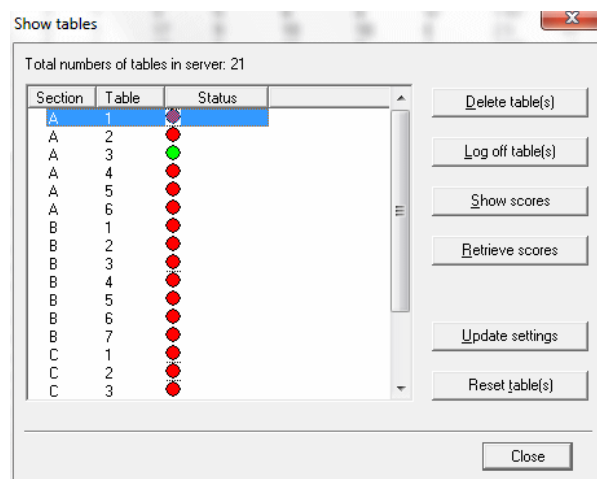 Show tables
Total numbers of tables in server: 21
Section Table Status
A 1
A 2
A 3
A 4
A 5
A 6
B 1
B 2
B 3
B 4
B 5
B 6
B 7
C 1
C 2
C 3
Delete table(s)
Log off table(s)
Show scores
Retrieve scores
Update settings
Reset table(s)
Close